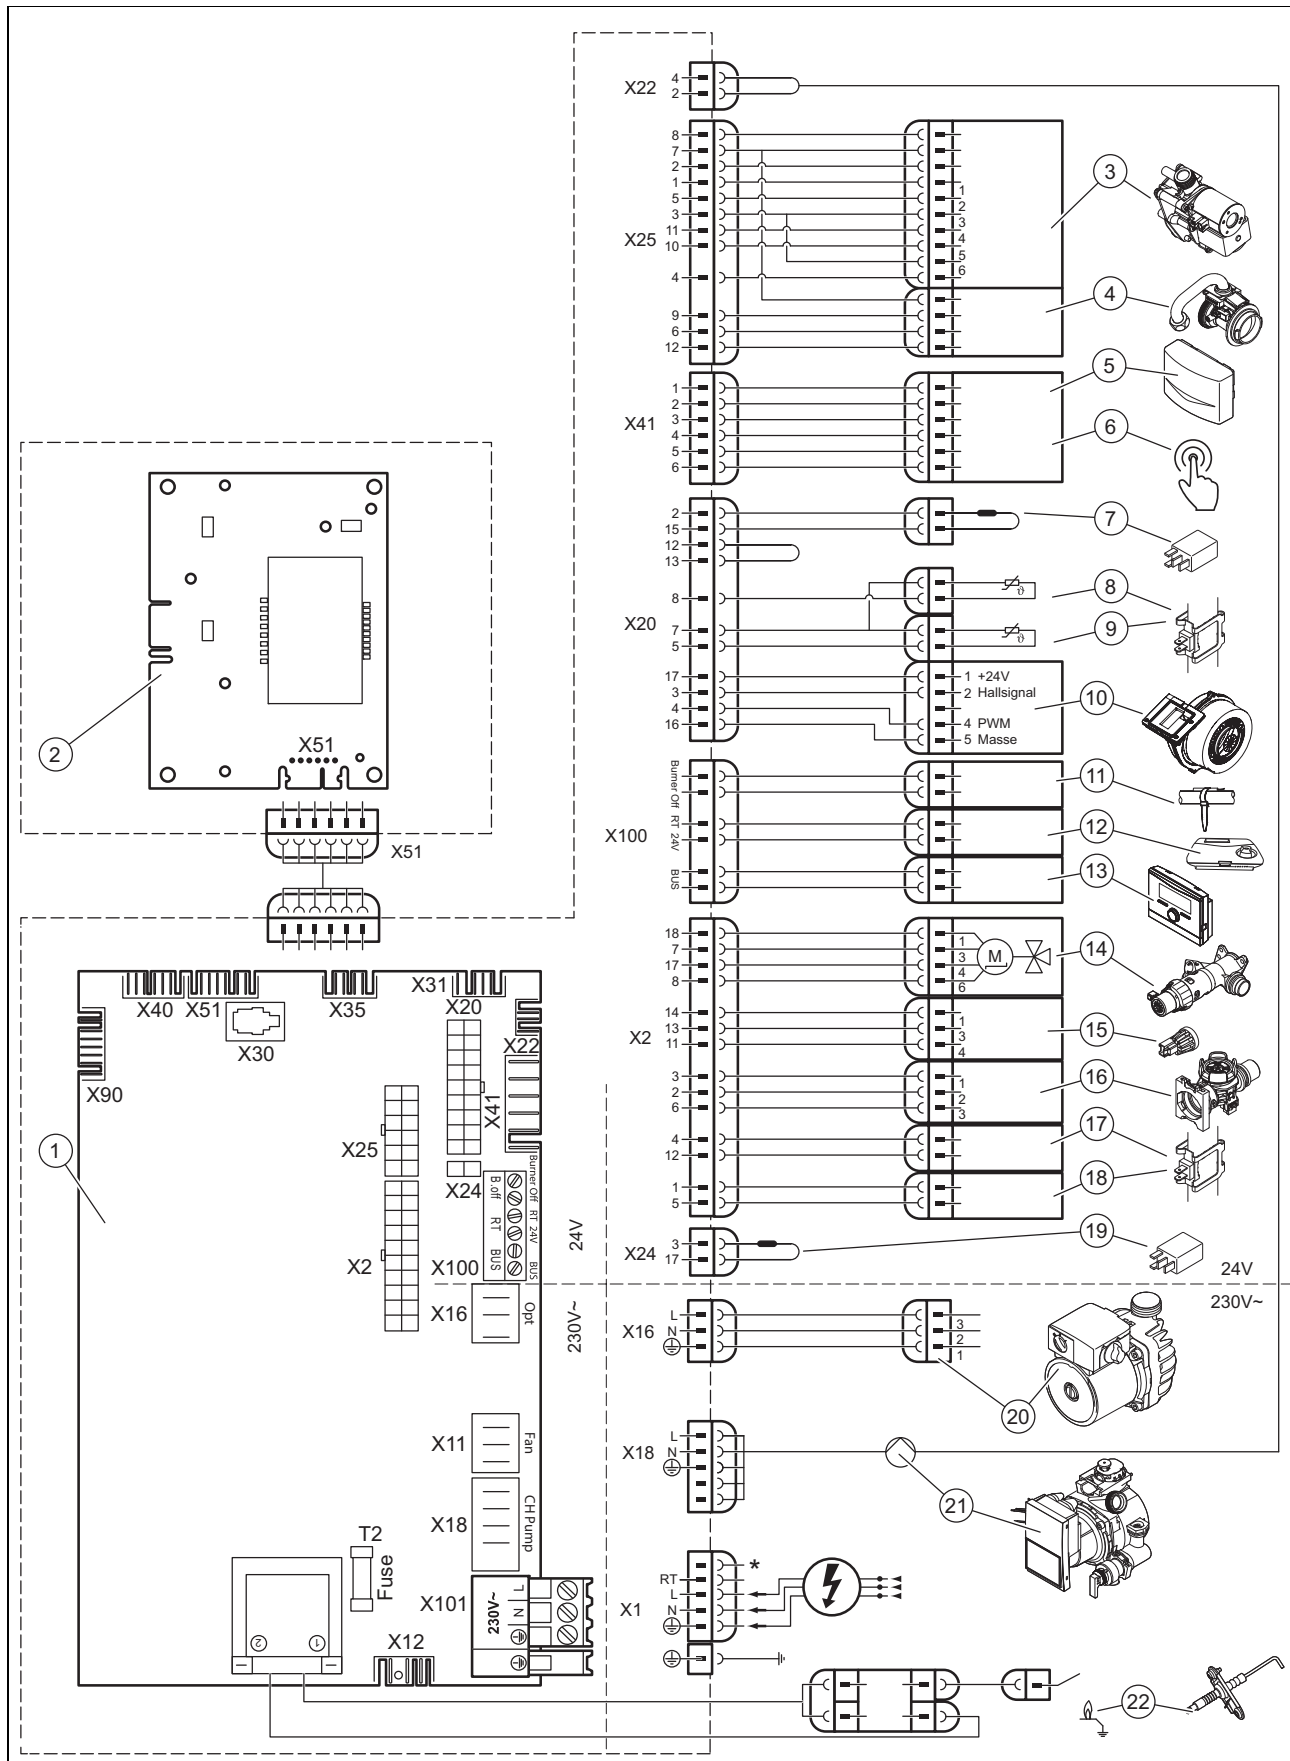 X22
4
2
X25
8
7
2
1
5
3
11
10
4
9
6
12
1
2
3
4
5
6
3
4
X41
1
2
3
4
5
6
5
6
X20
2
15
12
13
8
7
5
17
3
4
16
ϑ
ϑ
1 +24V
2 Hallsignal
4 PWM
5 Masse
7
8
9
10
X100
Burner Off
RT 24V
BUS
11
12
13
X2
18
7
17
8
14
13
11
3
2
6
4
12
1
5
1
3
4
6
M
1
3
4
1
2
3
14
15
16
17
18
X24
3
17
19
24V
230V~
X16
L
N
3
2
1
20
X18
L
N
21
X1
*
RT
L
N
22
2
X51
X51
1
X40
X51
X35
X31
X20
X30
X22
X90
X41
X25
X24
B.off
RT
BUS
Burner Off
RT 24V
BUS
24V
X2
X100
X16
Opt
230V~
X11
Fan
X18
CH Pump
T2
Fuse
X101
230V~
L
N
X12
2
1